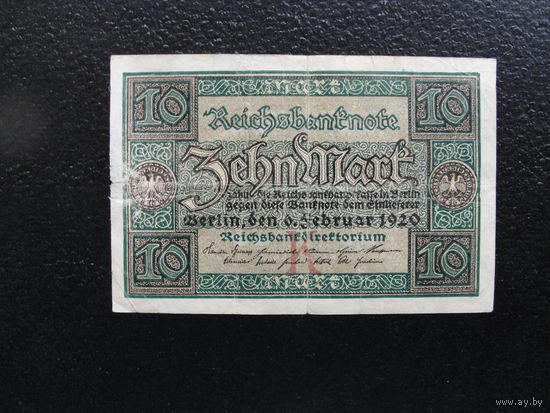 10 10
Reichsbanknote
Zehn Mark
zahlt die Reichsbankhauptkasse in Berlin
gegen diese Banknote dem Einlieferer
Berlin, den 6. Februar 1920
Reichsbankdirektorium
R
10 10
www.ay.by